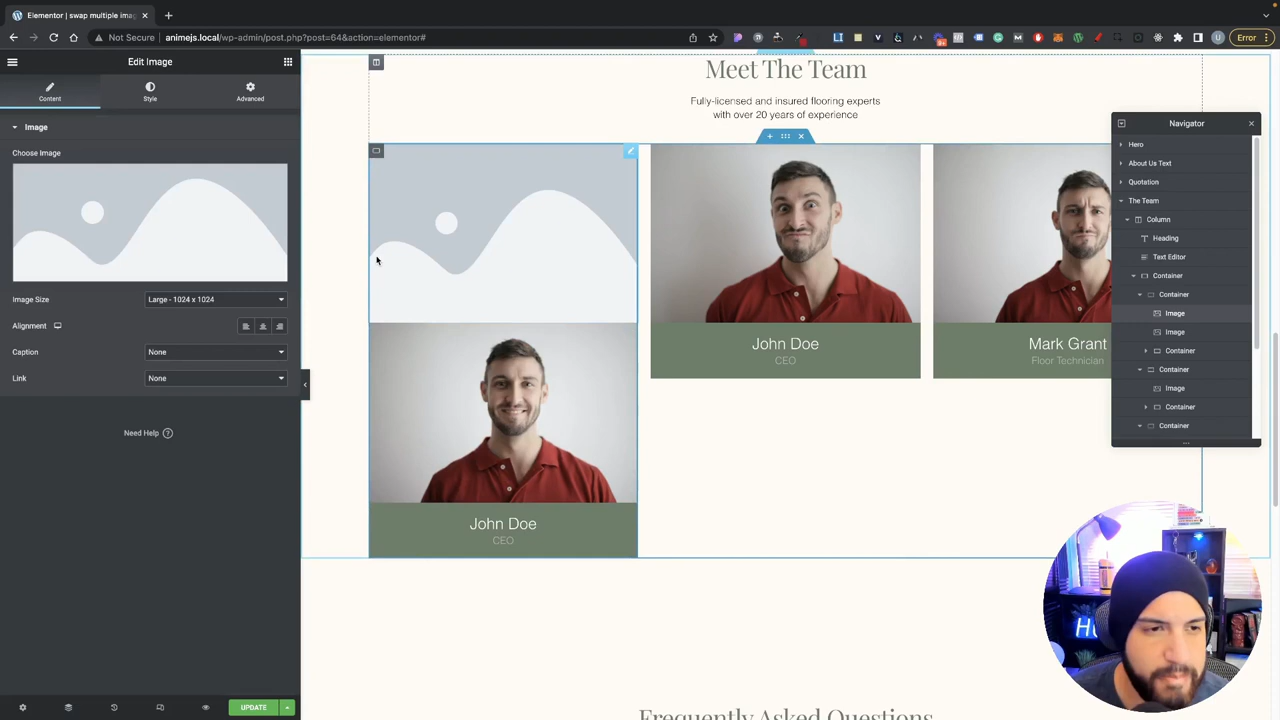 Elementor | swap multiple imag
Not Secure | animejs.local/wp-admin/post.php?post=64&action=elementor#
Error
Edit Image
Content
Style
Advanced
Image
Choose Image
Image Size
Large - 1024 x 1024
Alignment
Caption
None
Link
None
Need Help
UPDATE
Meet The Team
Fully-licensed and insured flooring experts
with over 20 years of experience
John Doe
CEO
Mark Grant
Floor Technician
John Doe
CEO
Frequently Asked Questions
Navigator
Hero
About Us Text
Quotation
The Team
Column
Heading
Text Editor
Container
Container
Image
Image
Container
Container
Image
Container
Container